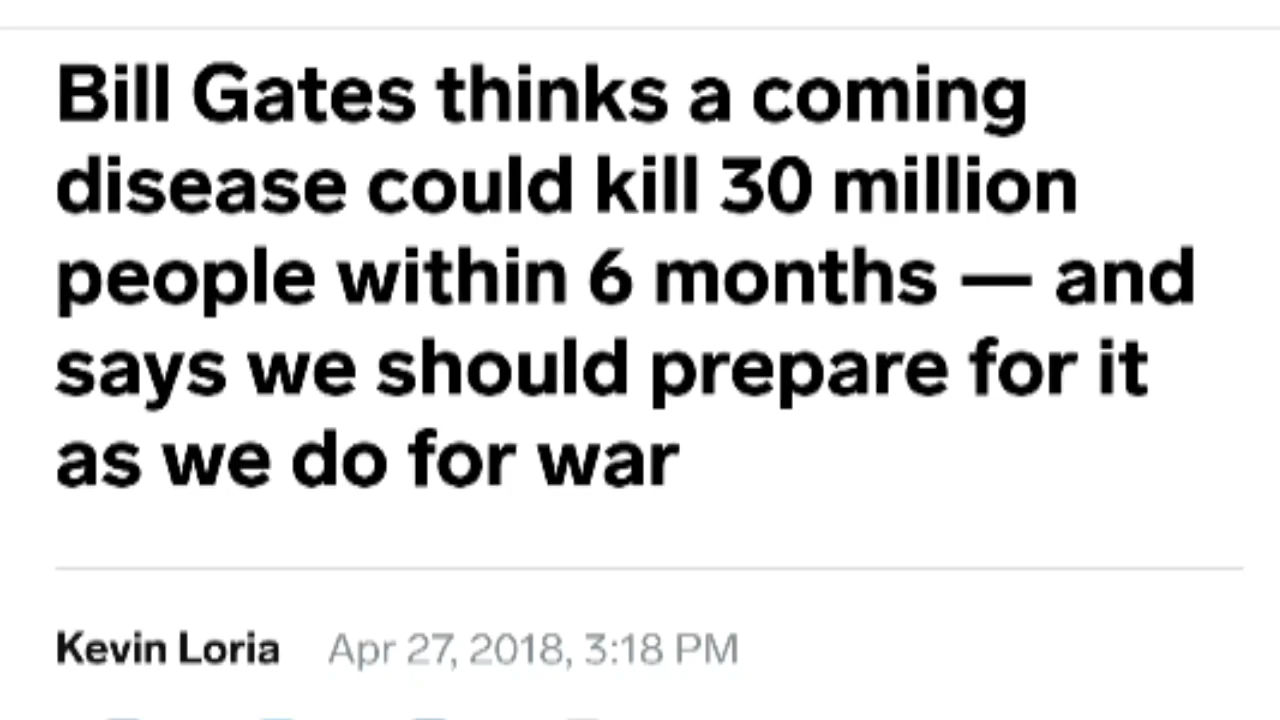 Bill Gates thinks a coming
disease could kill 30 million
people within 6 months — and
says we should prepare for it
as we do for war
Kevin Loria Apr 27, 2018, 3:18 PM